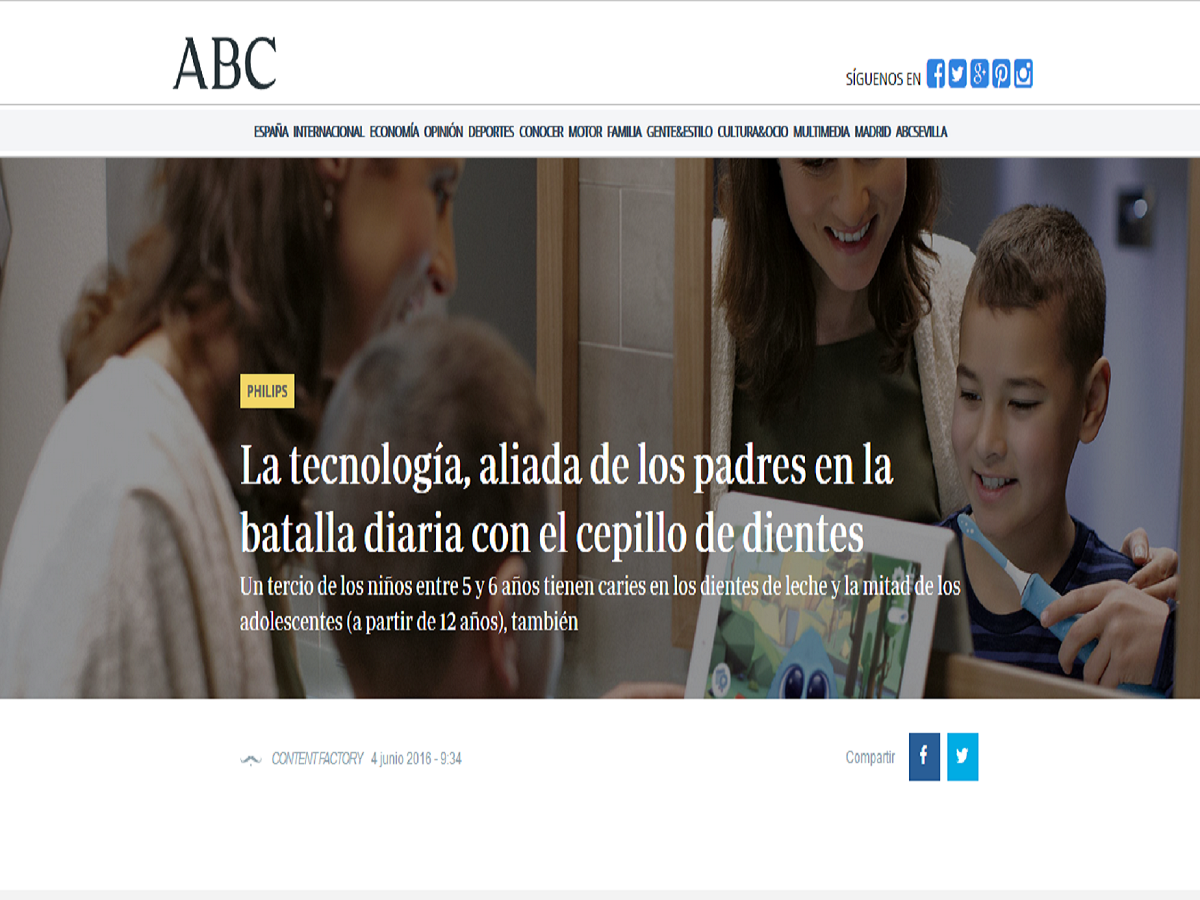 ABC
SÍGUENOS EN
ESPAÑA INTERNACIONAL ECONOMÍA OPINIÓN DEPORTES CONOCER MOTOR FAMILIA GENTE&ESTILO CULTURA&OCIO MULTIMEDIA MADRID ABCSEVILLA
PHILIPS
La tecnología, aliada de los padres en la
batalla diaria con el cepillo de dientes
Un tercio de los niños entre 5 y 6 años tienen caries en los dientes de leche y la mitad de los
adolescentes (a partir de 12 años), también
CONTENT FACTORY 4 junio 2016 - 9:34
Compartir